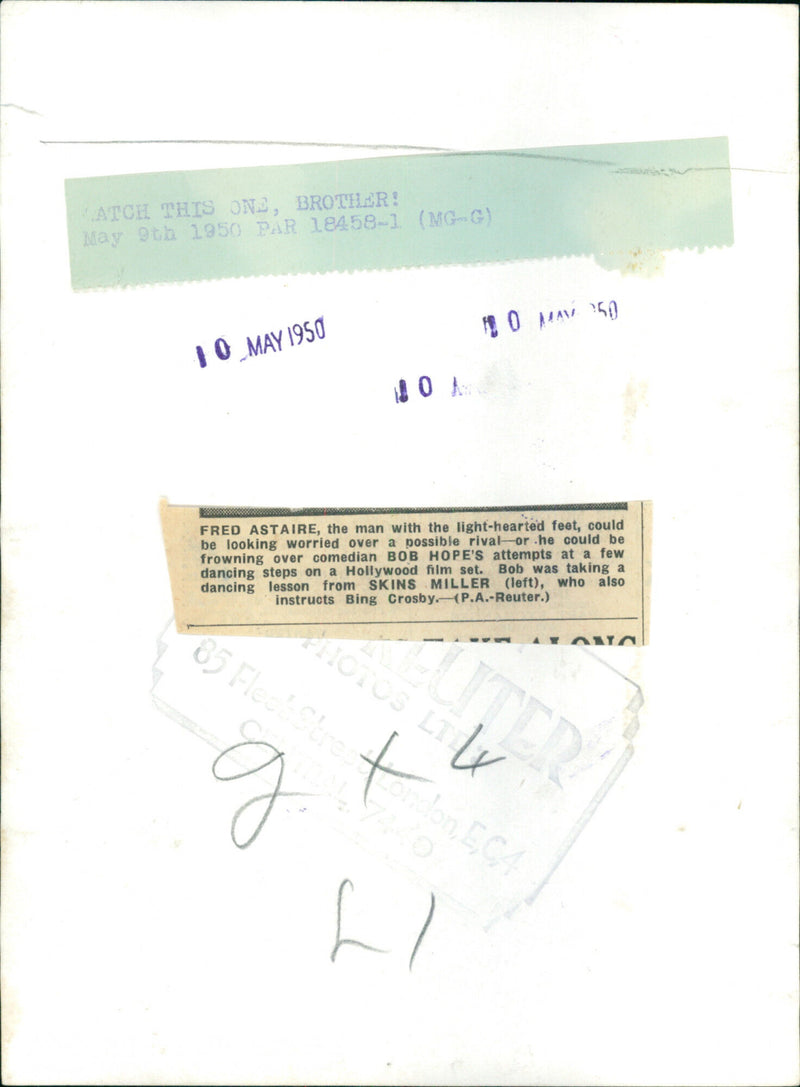 WATCH THIS ONE, BROTHER!
May 9th 1950 PAR 18458-1 (MG-G)
10 MAY 1950
10 MAY 1950
10
FRED ASTAIRE, the man with the light-hearted feet, could
be looking worried over a possible rival—or he could be
frowning over comedian BOB HOPE'S attempts at a few
dancing steps on a Hollywood film set. Bob was taking a
dancing lesson from SKINS MILLER (left), who also
instructs Bing Crosby.—(P.A.-Reuter.)
TAKE ALONG
REUTER
PHOTOS LTD.
85 Fleet Street, London, E.C.4
CENTRAL
g x 4
L1